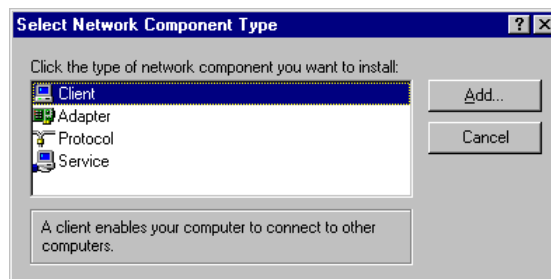 Select Network Component Type
Click the type of network component you want to install:
Client
Adapter
Protocol
Service
Add...
Cancel
A client enables your computer to connect to other
computers.